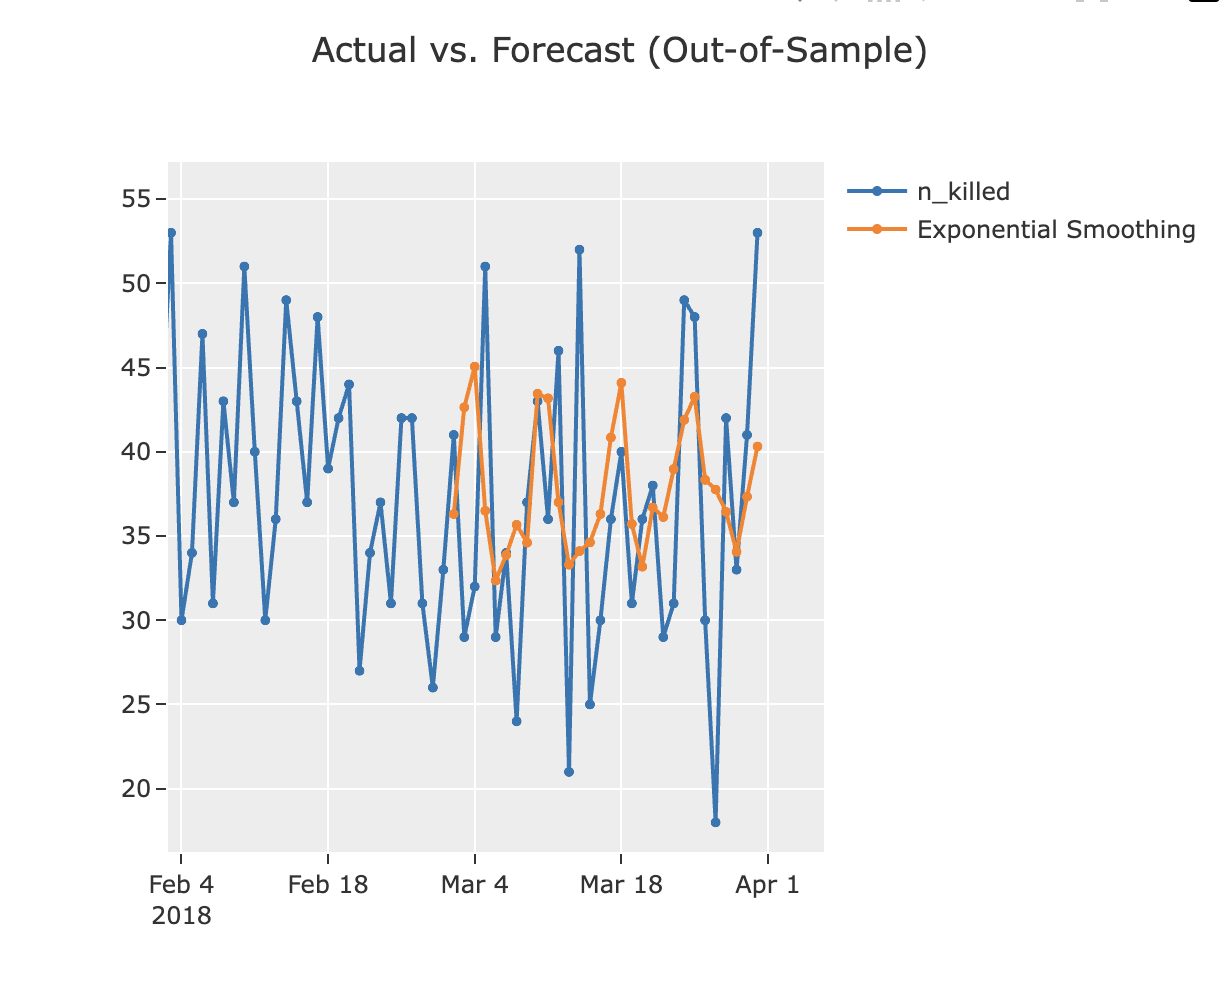 Actual vs. Forecast (Out-of-Sample)
n_killed
Exponential Smoothing
55
50
45
40
35
30
25
20
Feb 4
2018
Feb 18
Mar 4
Mar 18
Apr 1